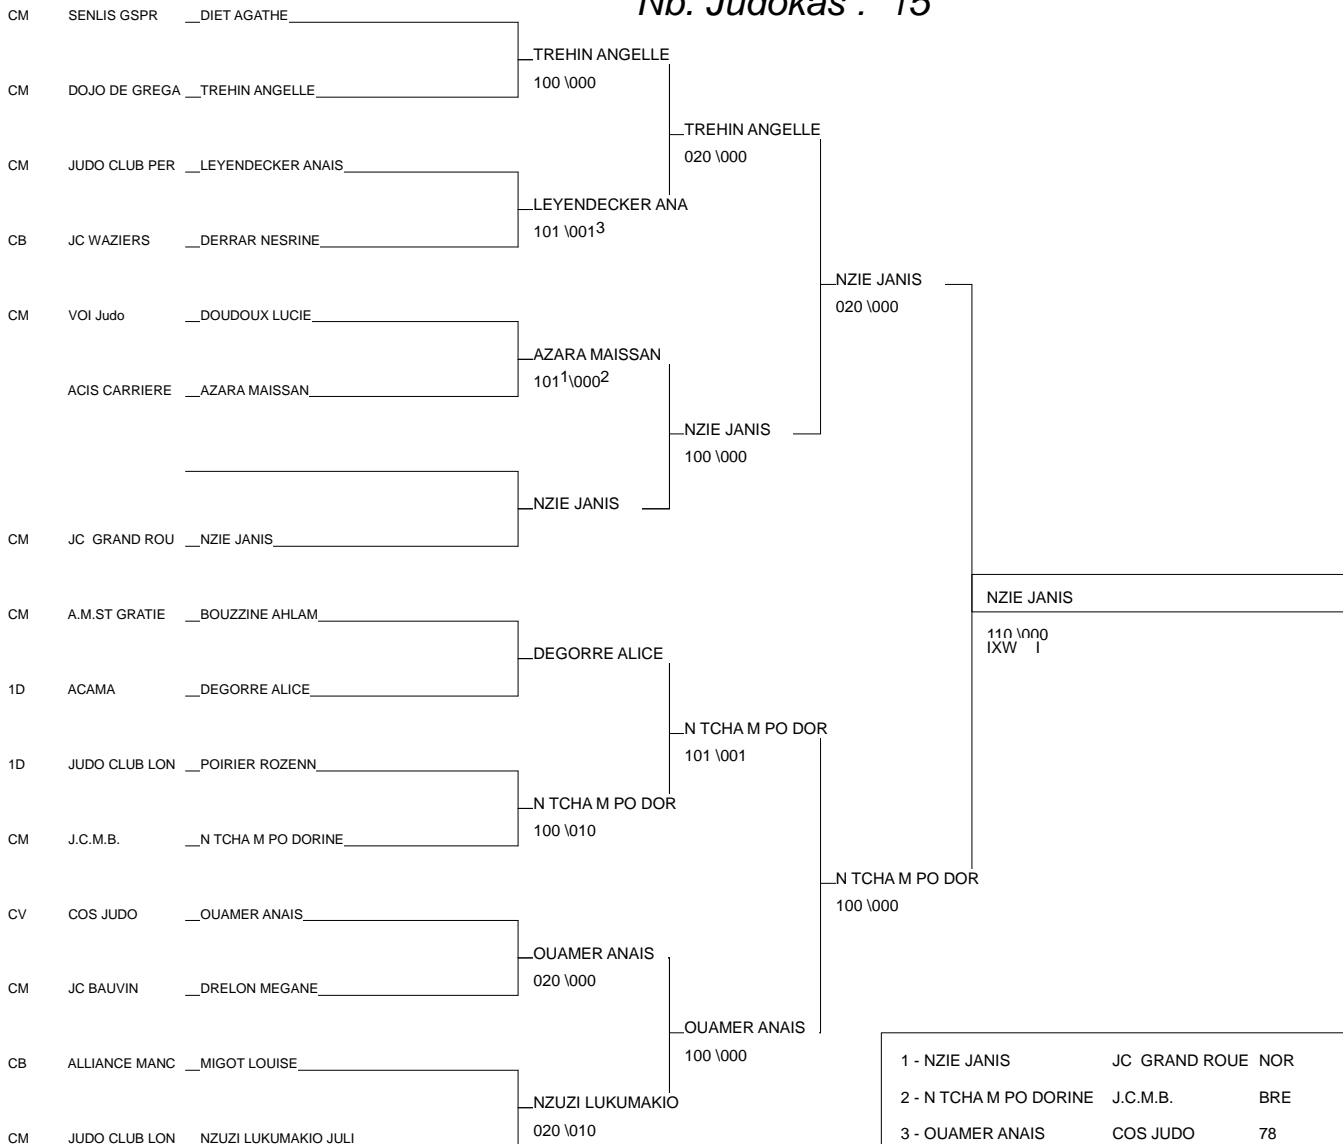 Nb. Judokas : 15
CM SENLIS GSPR DIET AGATHE
TREHIN ANGELLE
100 \000
CM DOJO DE GREGA TREHIN ANGELLE
TREHIN ANGELLE
020 \000
CM JUDO CLUB PER LEYENDECKER ANAIS
LEYENDECKER ANA
101 \001 3
CB JC WAZIERS DERRAR NESRINE
NZIE JANIS
020 \000
CM VOI Judo DOUDOUX LUCIE
AZARA MAISSAN
101 1\000 2
ACIS CARRIERE AZARA MAISSAN
NZIE JANIS
100 \000
NZIE JANIS
CM JC GRAND ROU NZIE JANIS
NZIE JANIS
110 \000
IXW I
CM A.M.ST GRATIE BOUZZINE AHLAM
DEGORRE ALICE
1D ACAMA DEGORRE ALICE
N TCHA M PO DOR
101 \001
1D JUDO CLUB LON POIRIER ROZENN
N TCHA M PO DOR
100 \010
CM J.C.M.B. N TCHA M PO DORINE
N TCHA M PO DOR
100 \000
CV COS JUDO OUAMER ANAIS
OUAMER ANAIS
020 \000
CM JC BAUVIN DRELON MEGANE
OUAMER ANAIS
100 \000
CB ALLIANCE MANC MIGOT LOUISE
NZUZI LUKUMAKIO
020 \010
CM JUDO CLUB LON NZUZI LUKUMAKIO JULI
1 - NZIE JANIS JC GRAND ROUE NOR
2 - N TCHA M PO DORINE J.C.M.B. BRE
3 - OUAMER ANAIS COS JUDO 78